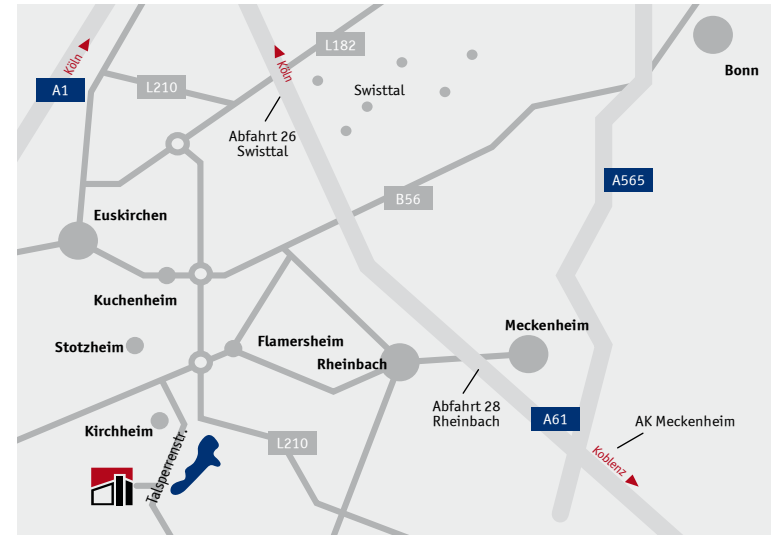 L182
Köln
Köln
A1
L210
Swisttal
Bonn
Abfahrt 26
Swisttal
A565
B56
Euskirchen
Kuchenheim
Meckenheim
Stotzheim
Flamersheim
Rheinbach
Abfahrt 28
Rheinbach
A61
AK Meckenheim
Kirchheim
Talsperrenstr.
L210
Koblenz